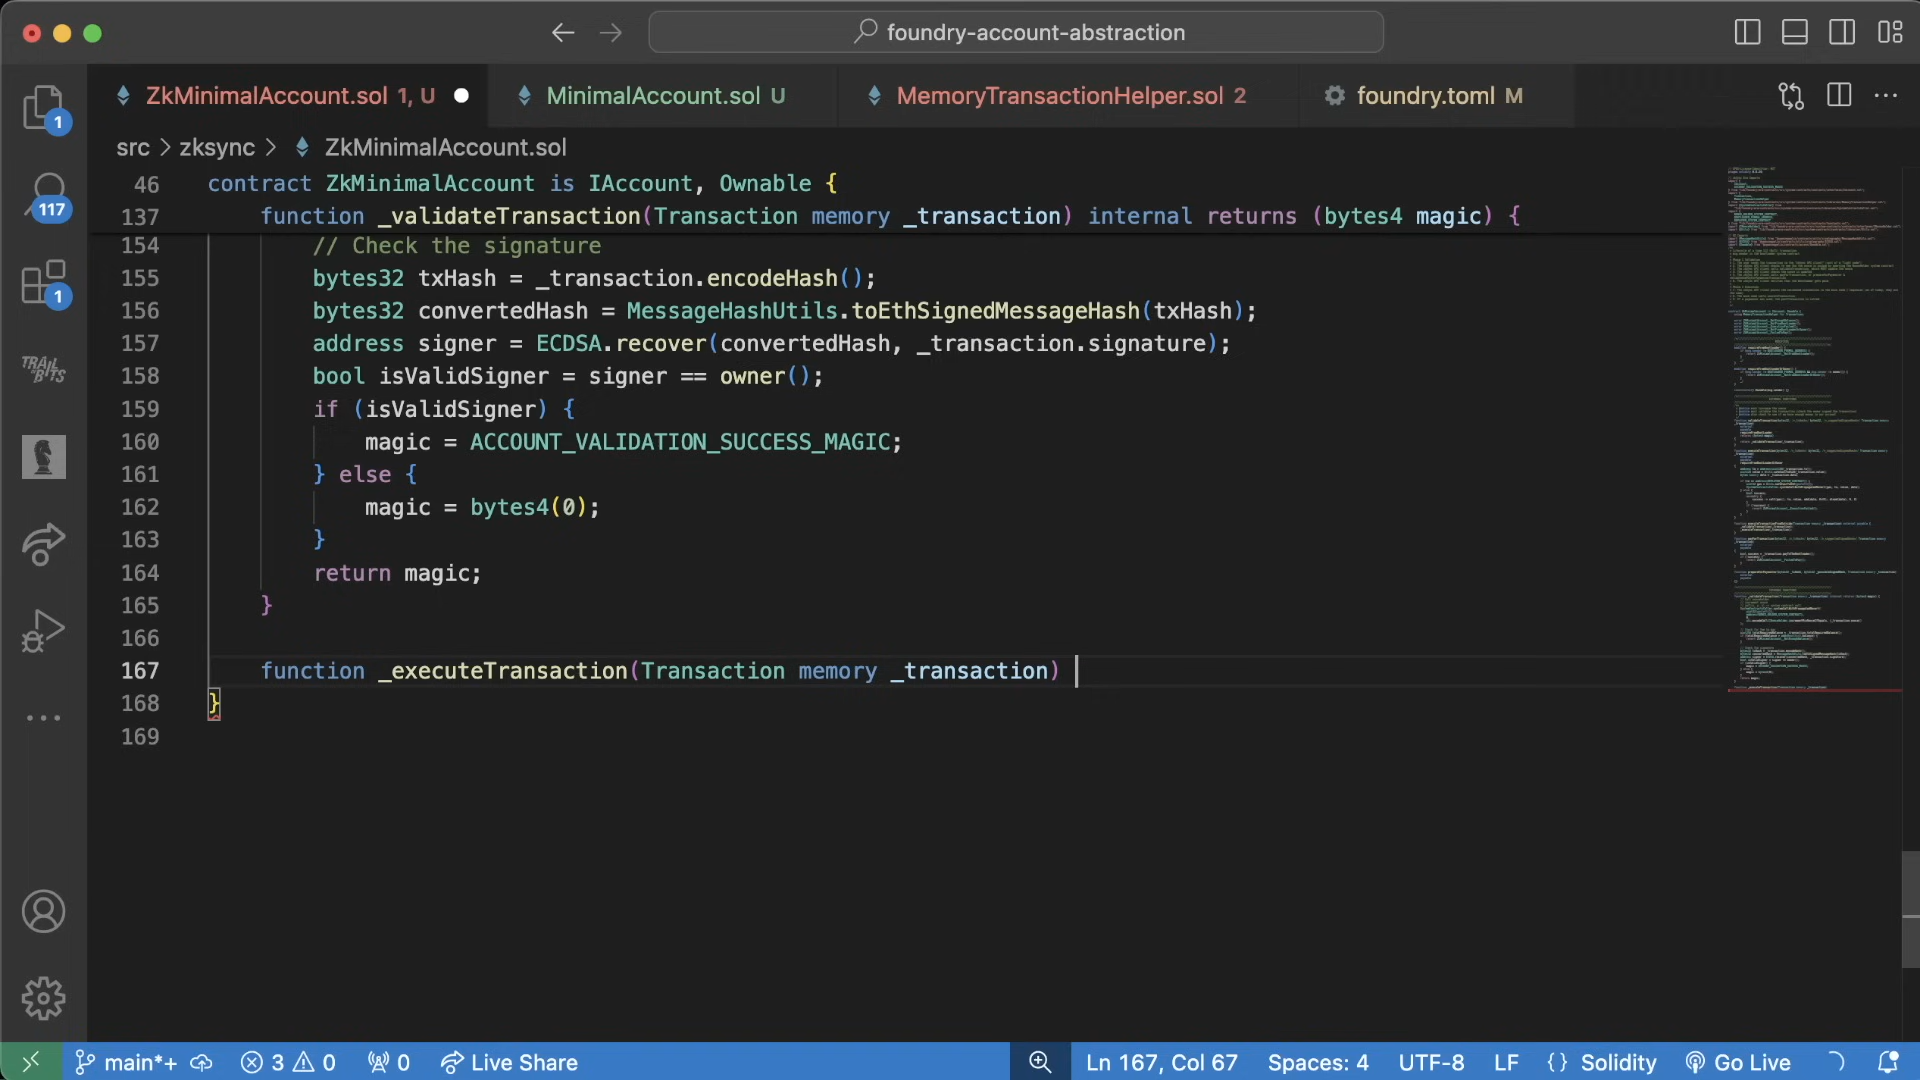 foundry-account-abstraction
ZkMinimalAccount.sol 1, U
MinimalAccount.sol U
MemoryTransactionHelper.sol 2
foundry.toml M
1
src > zksync > ZkMinimalAccount.sol
117
1
TRAIL OF BITS
46 contract ZkMinimalAccount is IAccount, Ownable {
137 function _validateTransaction(Transaction memory _transaction) internal returns (bytes4 magic) {
154 // Check the signature
155 bytes32 txHash = _transaction.encodeHash();
156 bytes32 convertedHash = MessageHashUtils.toEthSignedMessageHash(txHash);
157 address signer = ECDSA.recover(convertedHash, _transaction.signature);
158 bool isValidSigner = signer == owner();
159 if (isValidSigner) {
160 magic = ACCOUNT_VALIDATION_SUCCESS_MAGIC;
161 } else {
162 magic = bytes4(0);
163 }
164 return magic;
165 }
166
167 function _executeTransaction(Transaction memory _transaction)
168 }
169
main*+ 3 0 0 Live Share Ln 167, Col 67 Spaces: 4 UTF-8 LF {} Solidity Go Live